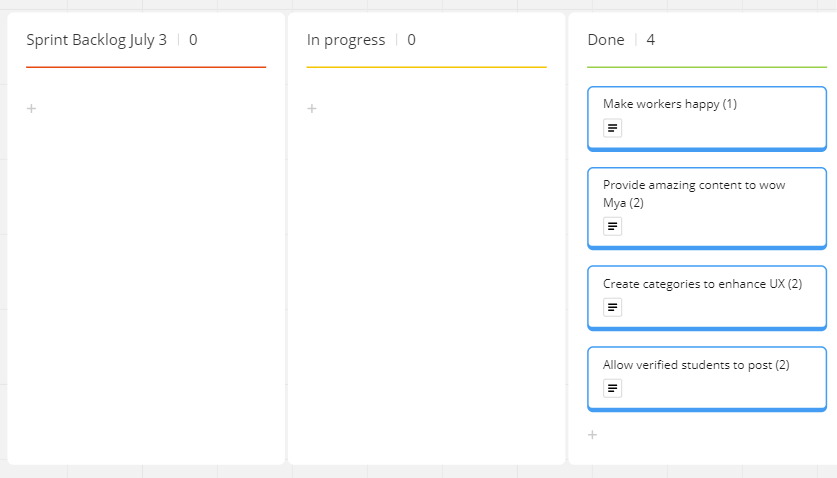 Sprint Backlog July 3 | 0
In progress | 0
Done | 4
+
+
Make workers happy (1)
Provide amazing content to wow
Mya (2)
Create categories to enhance UX (2)
Allow verified students to post (2)
+